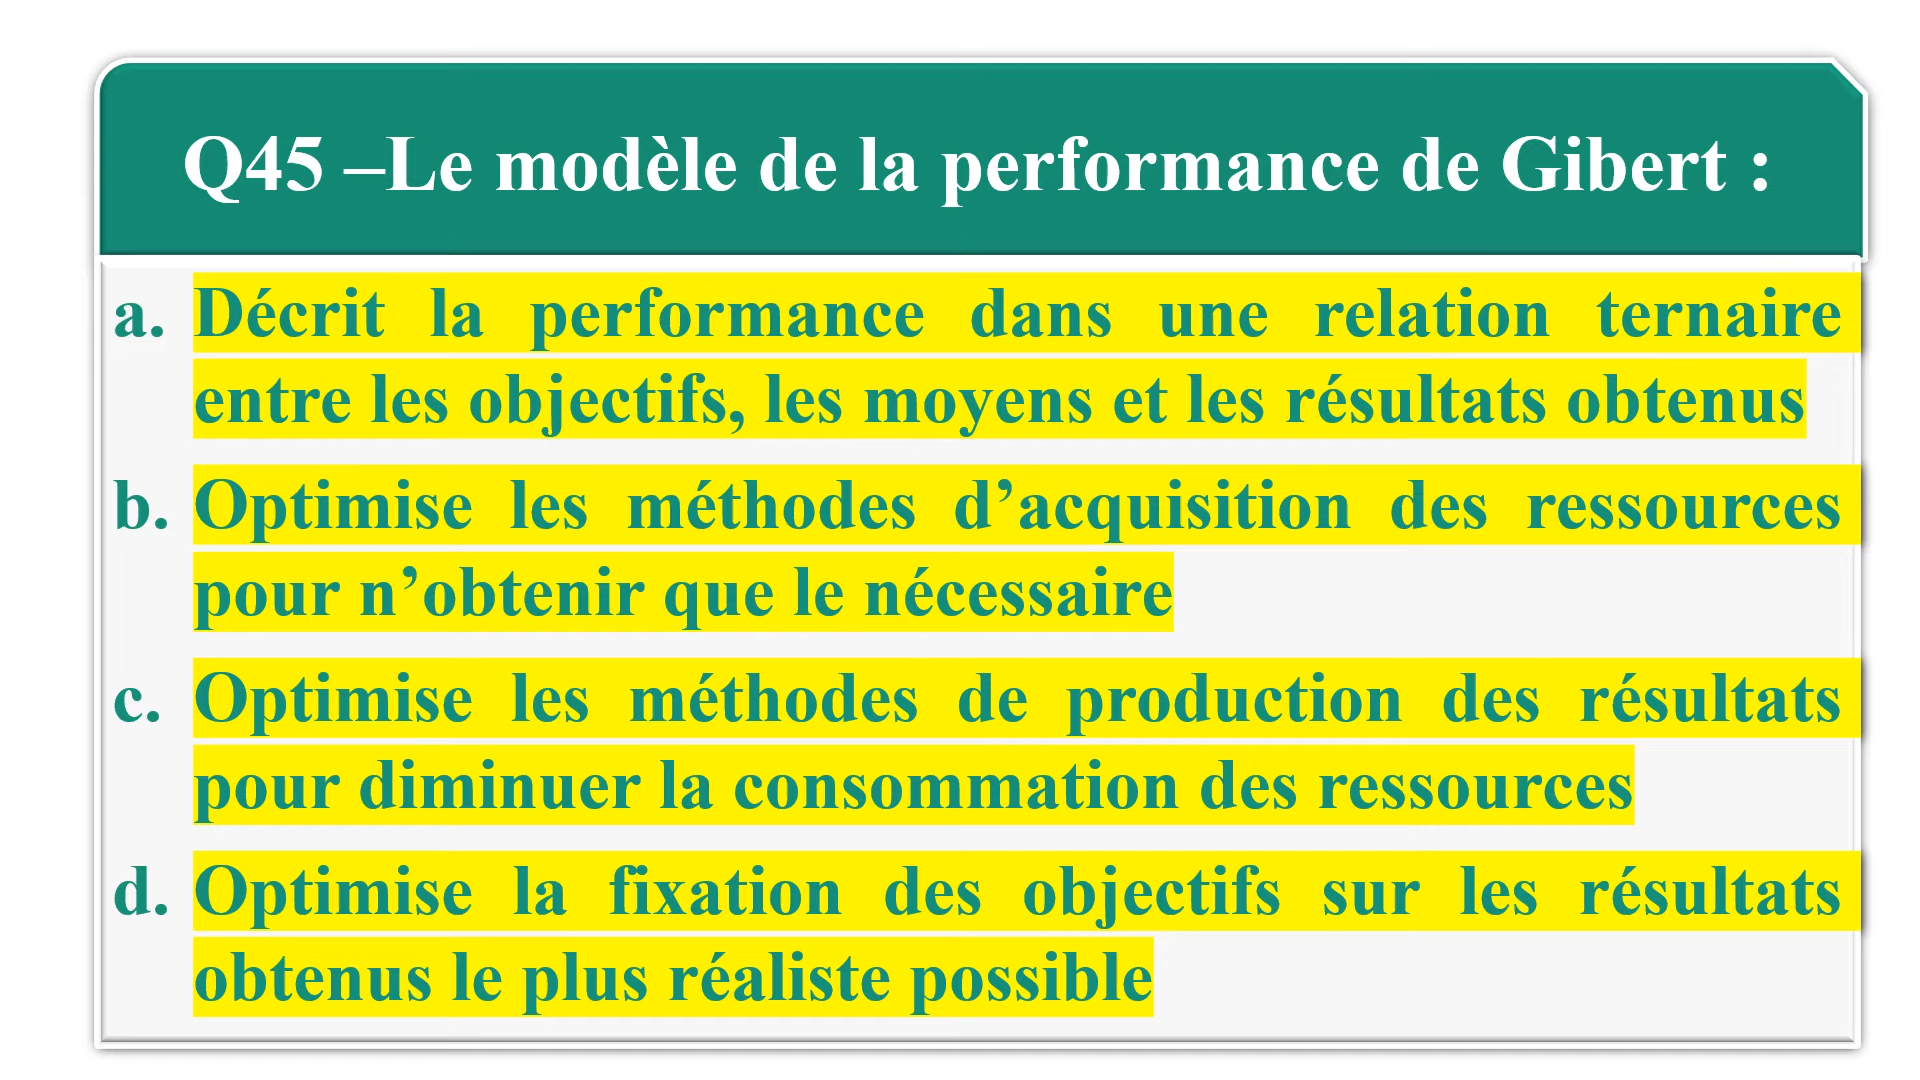 Q45 –Le modèle de la performance de Gibert :
a. Décrit la performance dans une relation ternaire
entre les objectifs, les moyens et les résultats obtenus
b. Optimise les méthodes d’acquisition des ressources
pour n’obtenir que le nécessaire
c. Optimise les méthodes de production des résultats
pour diminuer la consommation des ressources
d. Optimise la fixation des objectifs sur les résultats
obtenus le plus réaliste possible